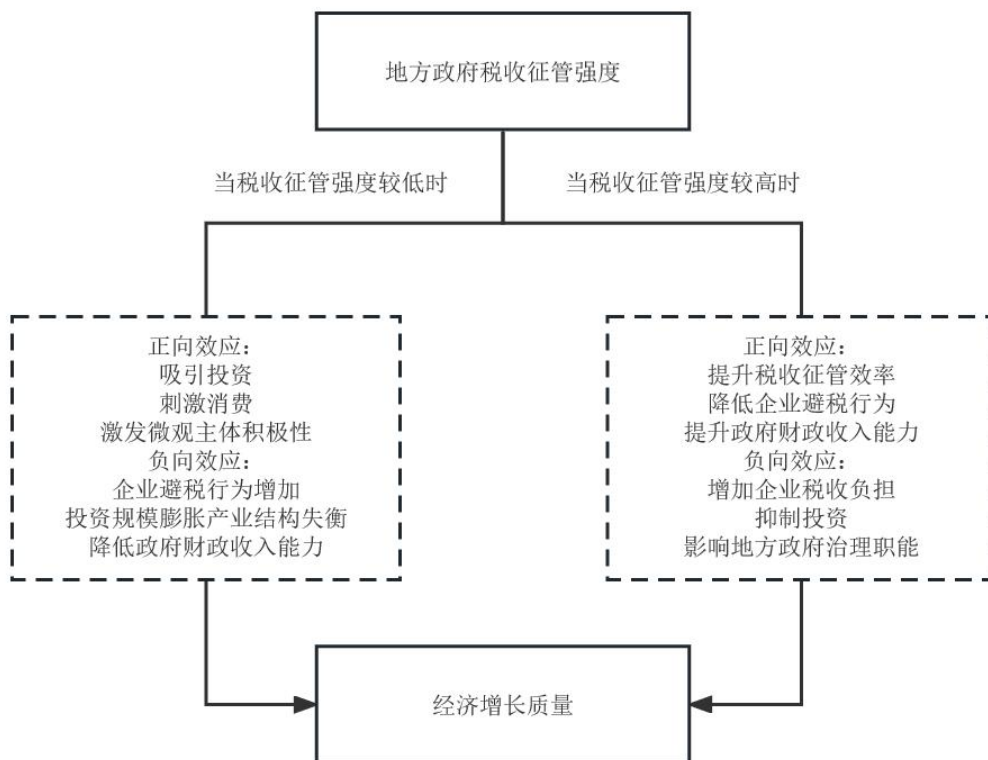 地方政府税收征管强度
当税收征管强度较低时
当税收征管强度较高时
正向效应：
吸引投资
刺激消费
激发微观主体积极性
负向效应：
企业避税行为增加
投资规模膨胀产业结构失衡
降低政府财政收入能力
正向效应：
提升税收征管效率
降低企业避税行为
提升政府财政收入能力
负向效应：
增加企业税收负担
抑制投资
影响地方政府治理职能
经济增长质量